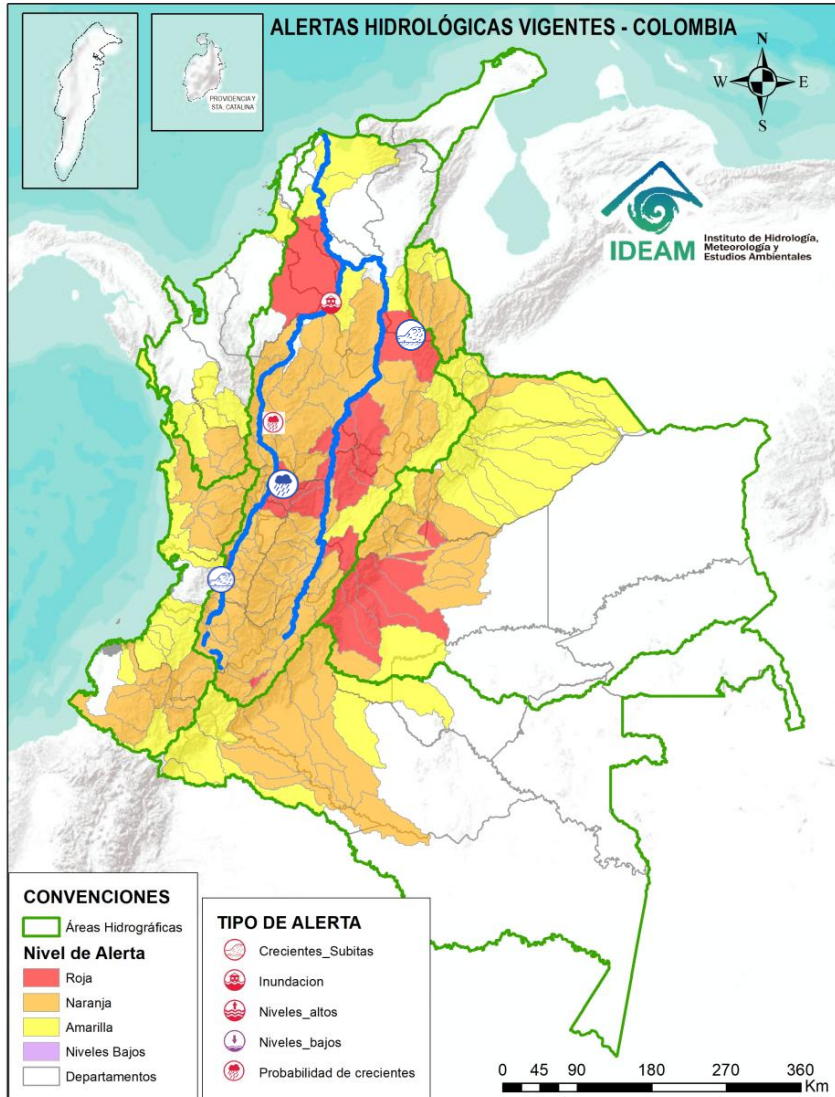 ALERTAS HIDROLÓGICAS VIGENTES - COLOMBIA
PROVIDENCIA Y
STA. CATALINA
N
W
E
S
IDEAM
Instituto de Hidrología,
Meteorología y
Estudios Ambientales
CONVENCIONES
Áreas Hidrográficas
Nivel de Alerta
Roja
Naranja
Amarilla
Niveles Bajos
Departamentos
TIPO DE ALERTA
Crecientes_Subitas
Inundacion
Niveles_altos
Niveles_bajos
Probabilidad de crecientes
0 45 90 180 270 360
Km